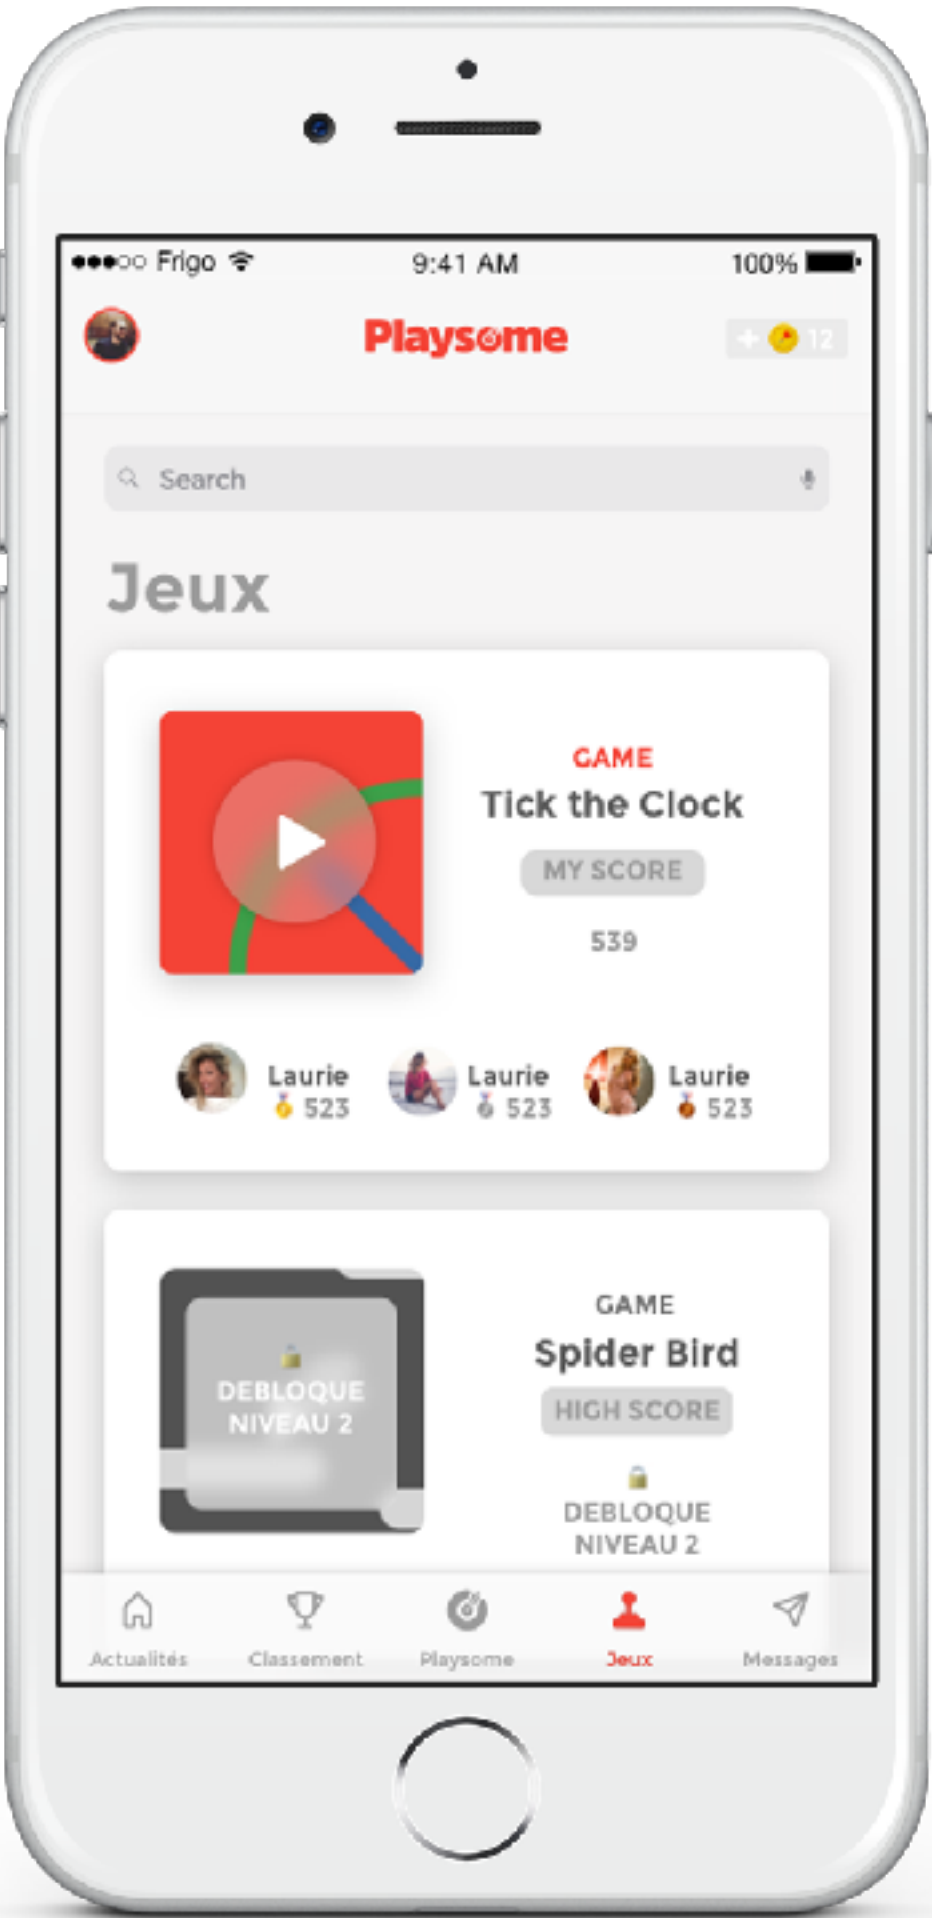 Frigo 9:41 AM 100%
Playsome
+ 12
Search
Jeux
GAME
Tick the Clock
MY SCORE
539
Laurie Laurie Laurie
523 523 523
GAME
Spider Bird
HIGH SCORE
DEBLOQUE
NIVEAU 2
DEBLOQUE
NIVEAU 2
Actualités Classement Playsome Jeux Messages